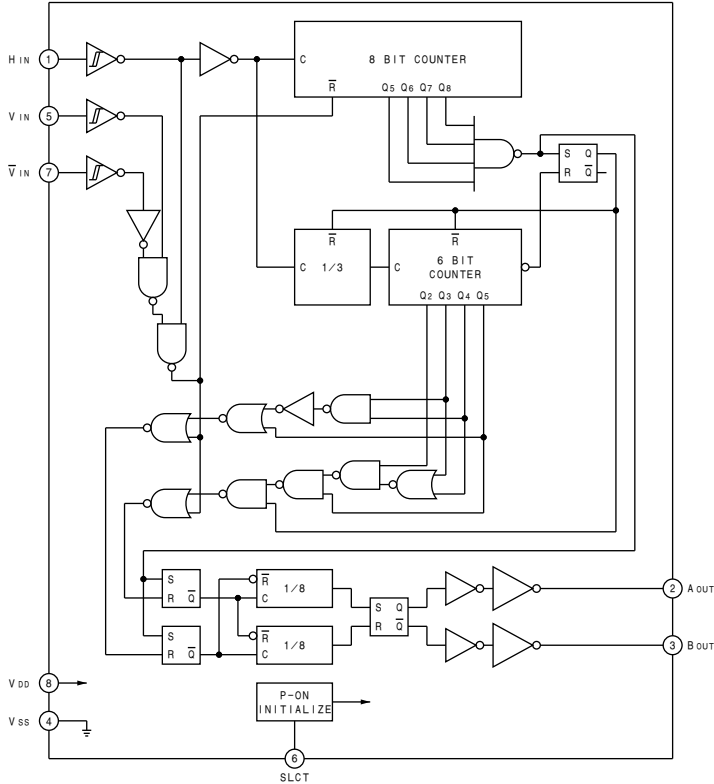 H IN 1
C 8 BIT COUNTER
R̅ Q5 Q6 Q7 Q8
V IN 5
S Q
R Q̅
V̅ IN 7
R̅ R̅
C 1/3
C 6 BIT
COUNTER
Q2 Q3 Q4 Q5
S
R Q̅
R̅
C 1/8
S Q
R Q̅
2 A OUT
S
R Q̅
R̅
C 1/8
3 B OUT
V DD 8
P-ON
INITIALIZE
V SS 4
6
SLCT